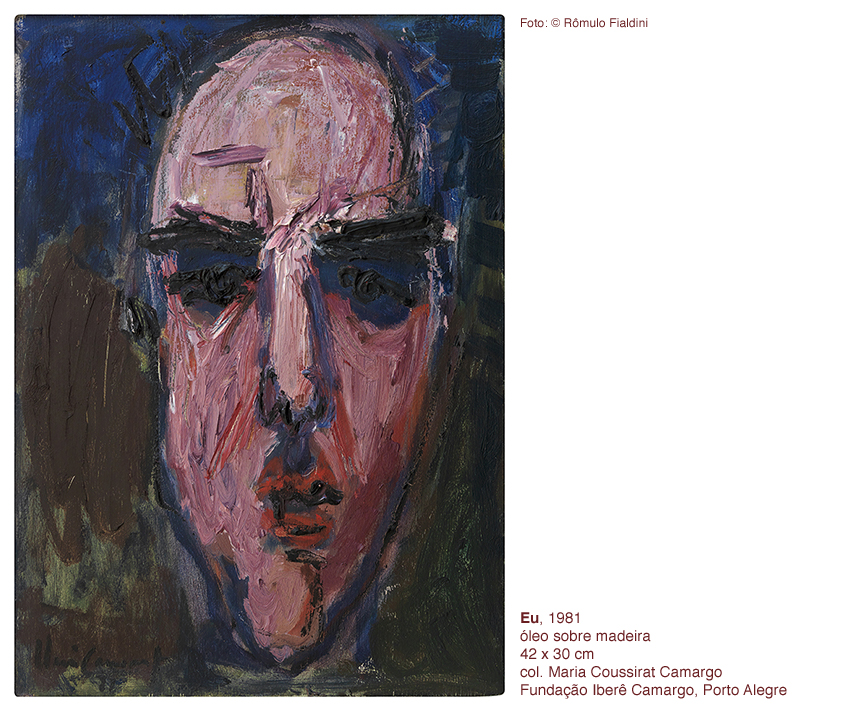 Foto: © Rômulo Fialdini
Eu, 1981
óleo sobre madeira
42 x 30 cm
col. Maria Coussirat Camargo
Fundação Iberê Camargo, Porto Alegre